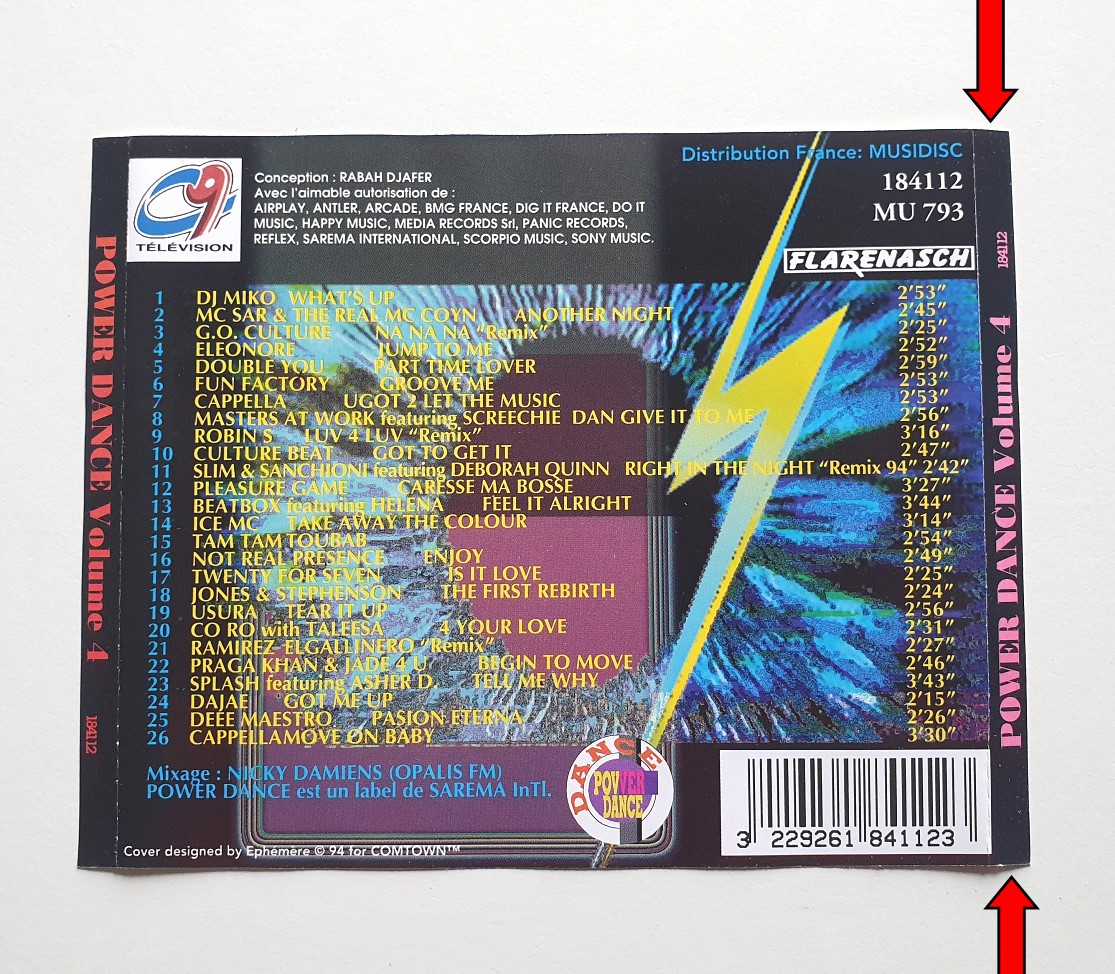 POWER DANCE Volume 4
184112
C9
TÉLÉVISION
Conception : RABAH DJAFER
Avec l'aimable autorisation de :
AIRPLAY, ANTLER, ARCADE, BMG FRANCE, DIG IT FRANCE, DO IT
MUSIC, HAPPY MUSIC, MEDIA RECORDS Srl, PANIC RECORDS,
REFLEX, SAREMA INTERNATIONAL, SCORPIO MUSIC, SONY MUSIC.
Distribution France: MUSIDISC
184112
MU 793
FLARENASCH
1 DJ MIKO WHAT'S UP 2'53"
2 MC SAR & THE REAL MC COYN ANOTHER NIGHT 2'45"
3 G.O. CULTURE NA NA NA "Remix" 2'25"
4 ELEONORE JUMP TO ME 2'52"
5 DOUBLE YOU PART TIME LOVER 2'59"
6 FUN FACTORY GROOVE ME 2'53"
7 CAPPELLA UGOT 2 LET THE MUSIC 2'53"
8 MASTERS AT WORK featuring SCREECHIE DAN GIVE IT TO ME 2'56"
9 ROBIN S LUV 4 LUV "Remix" 3'16"
10 CULTURE BEAT GOT TO GET IT 2'47"
11 SLIM & SANCHIONI featuring DEBORAH QUINN RIGHT IN THE NIGHT "Remix 94" 2'42"
12 PLEASURE GAME CARESSE MA BOSSE 3'27"
13 BEATBOX featuring HELENA FEEL IT ALRIGHT 3'44"
14 ICE MC TAKE AWAY THE COLOUR 3'14"
15 TAM TAM TOUBAB 2'54"
16 NOT REAL PRESENCE ENJOY 2'49"
17 TWENTY FOR SEVEN IS IT LOVE 2'25"
18 JONES & STEPHENSON THE FIRST REBIRTH 2'24"
19 USURA TEAR IT UP 2'56"
20 CO RO with TALEESA 4 YOUR LOVE 2'31"
21 RAMIREZ ELGALLINERO "Remix" 2'27"
22 PRAGA KHAN & JADE 4 U BEGIN TO MOVE 2'46"
23 SPLASH featuring ASHER D. TELL ME WHY 3'43"
24 DAJAE GOT ME UP 2'15"
25 DEEE MAESTRO PASION ETERNA 2'26"
26 CAPPELLAMOVE ON BABY 3'30"
Mixage : NICKY DAMIENS (OPALIS FM)
POWER DANCE est un label de SAREMA InTl.
DANCE
POWER
DANCE
3 229261 841123
Cover designed by Ephémère © 94 for COMTOWN™
184112
POWER DANCE Volume 4